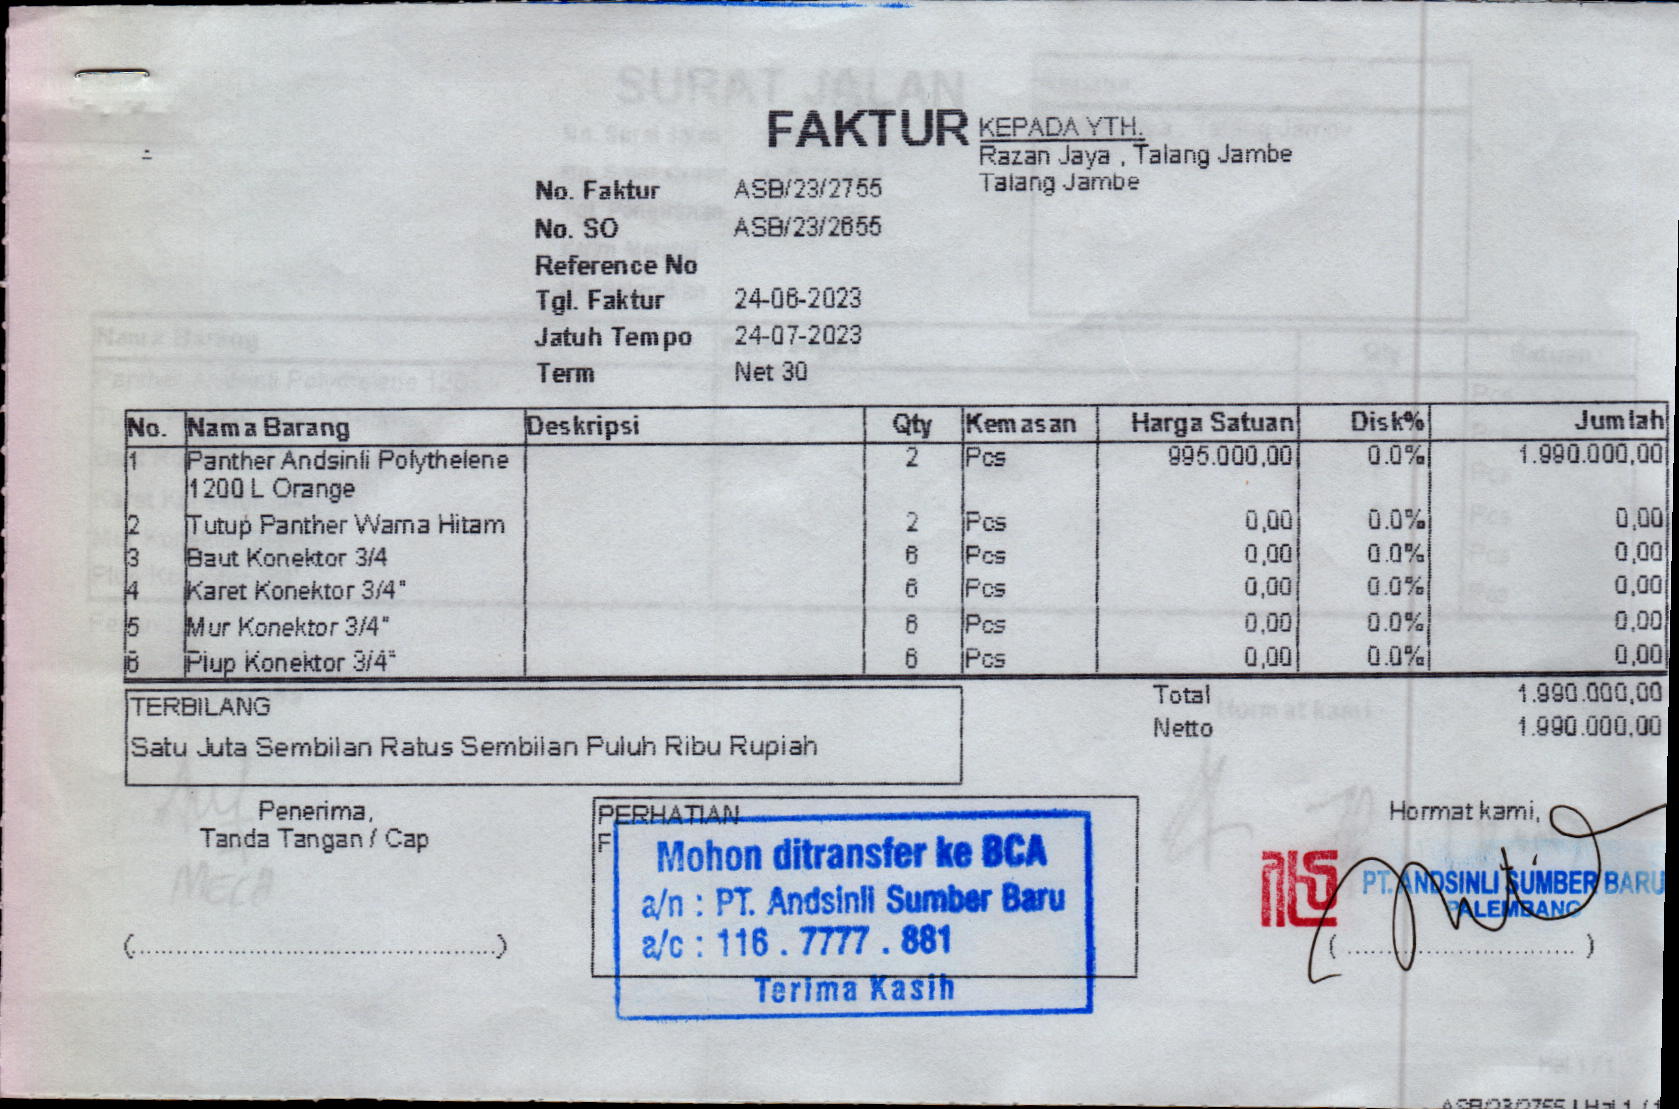 FAKTUR
KEPADA YTH.
Razan Jaya , Talang Jambe
Talang Jambe
No. Faktur ASB/23/2755
No. SO ASB/23/2655
Reference No
Tgl. Faktur 24-06-2023
Jatuh Tempo 24-07-2023
Term Net 30
No. Nama Barang Deskripsi Qty Kemasan Harga Satuan Disk% Jumlah
1 Panther Andsinli Polythelene 2 Pcs 995.000,00 0.0% 1.990.000,00
1200 L Orange
2 Tutup Panther Warna Hitam 2 Pcs 0,00 0.0% 0,00
3 Baut Konektor 3/4 6 Pcs 0,00 0.0% 0,00
4 Karet Konektor 3/4" 6 Pcs 0,00 0.0% 0,00
5 Mur Konektor 3/4" 6 Pcs 0,00 0.0% 0,00
6 Plup Konektor 3/4" 6 Pcs 0,00 0.0% 0,00
TERBILANG
Satu Juta Sembilan Ratus Sembilan Puluh Ribu Rupiah
Total 1.990.000,00
Netto 1.990.000,00
Penerima,
Tanda Tangan / Cap
(................................................)
PERHATIAN
Mohon ditransfer ke BCA
a/n : PT. Andsinli Sumber Baru
a/c : 116 . 7777 . 881
Terima Kasih
Hormat kami,
PT. ANDSINLI SUMBER BARU
PALEMBANG
(................................)
ASB/23/2755 | Hal 1 / 1